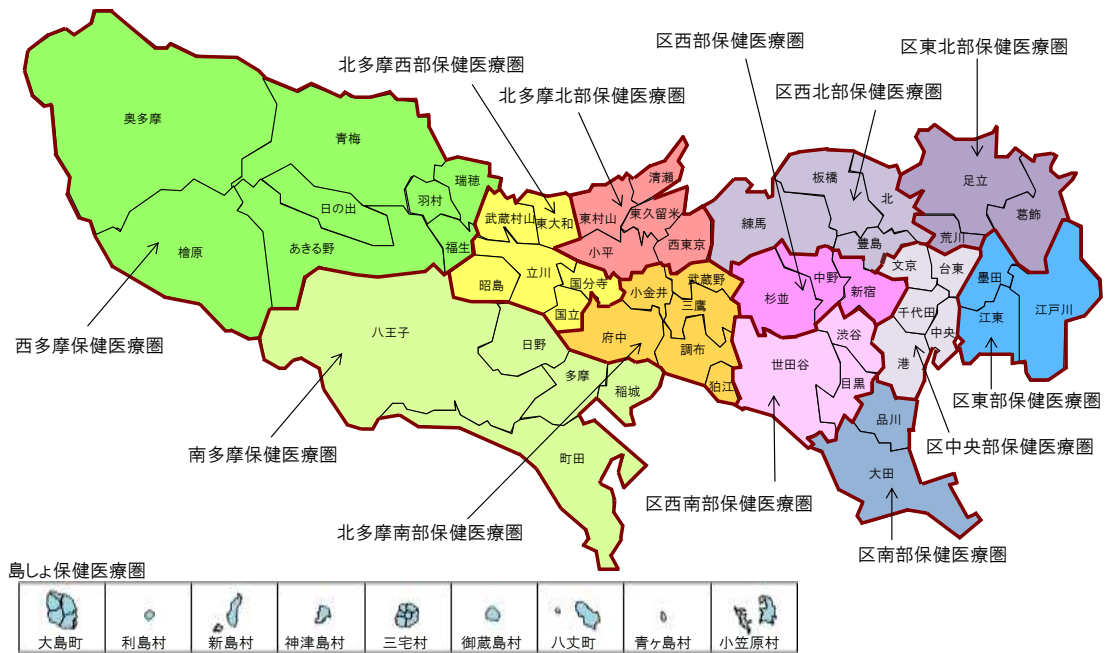 区西部保健医療圏
区東北部保健医療圏
北多摩西部保健医療圏
区西北部保健医療圏
北多摩北部保健医療圏
奥多摩
青梅
瑞穂
羽村
日の出
あきる野
福生
檜原
西多摩保健医療圏
武蔵村山
東大和
立川
昭島
国分寺
国立
清瀬
東村山
東久留米
小平
西東京
小金井
武蔵野
三鷹
府中
調布
狛江
八王子
日野
多摩
稲城
町田
南多摩保健医療圏
北多摩南部保健医療圏
板橋
北
練馬
豊島
足立
葛飾
荒川
杉並
中野
新宿
文京
台東
千代田
中央
港
墨田
江東
江戸川
渋谷
世田谷
目黒
品川
大田
区東部保健医療圏
区中央部保健医療圏
区西南部保健医療圏
区南部保健医療圏
島しょ保健医療圏
大島町
利島村
新島村
神津島村
三宅村
御蔵島村
八丈町
青ヶ島村
小笠原村